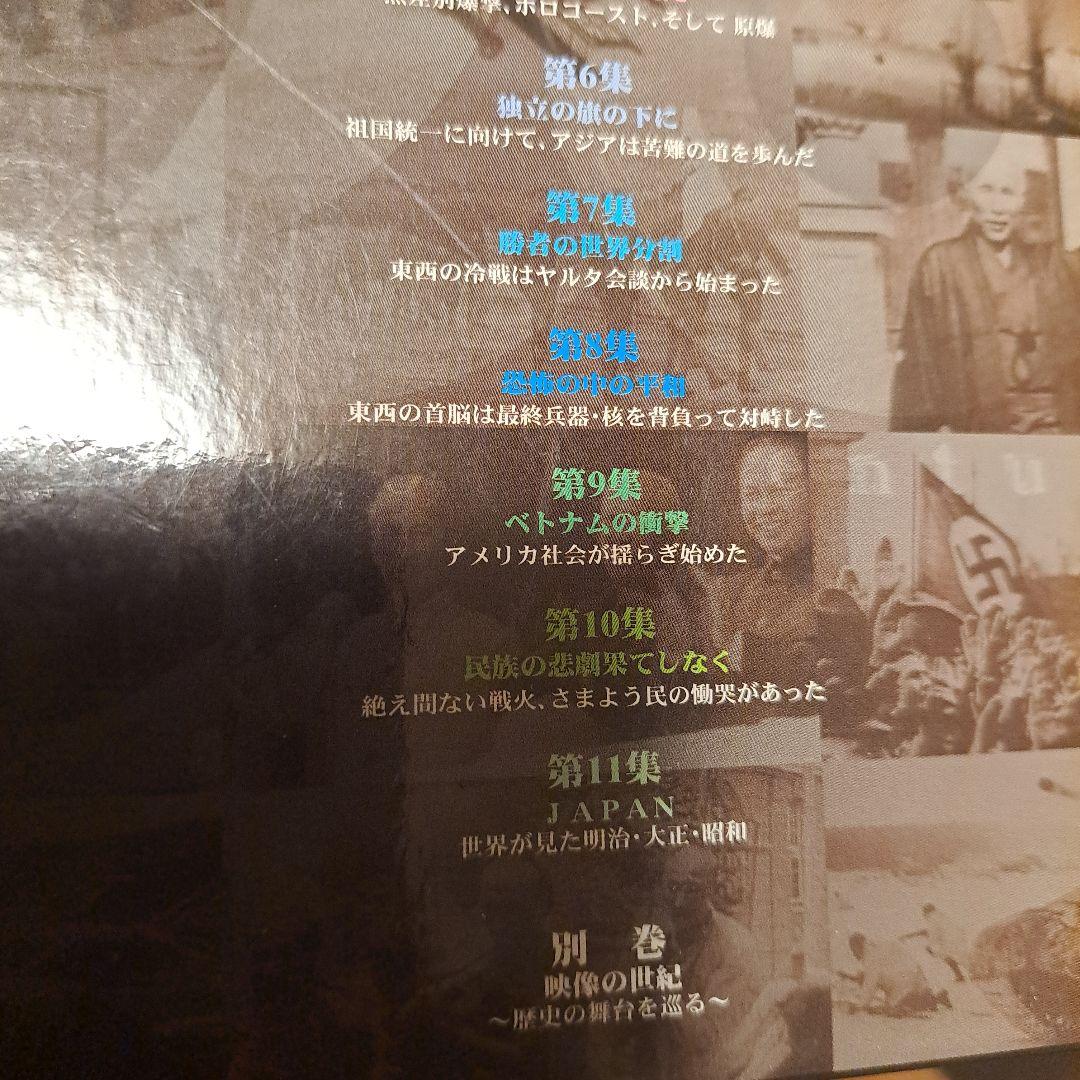 無差別爆撃、ホロコースト、そして 原爆
第6集
独立の旗の下に
祖国統一に向けて、アジアは苦難の道を歩んだ
第7集
勝者の世界分割
東西の冷戦はヤルタ会談から始まった
第8集
恐怖の中の平和
東西の首脳は最終兵器・核を背負って対峙した
第9集
ベトナムの衝撃
アメリカ社会が揺らぎ始めた
第10集
民族の悲劇果てしなく
絶え間ない戦火、さまよう民の慟哭があった
第11集
JAPAN
世界が見た明治・大正・昭和
別 巻
映像の世紀
～歴史の舞台を巡る～
n t u